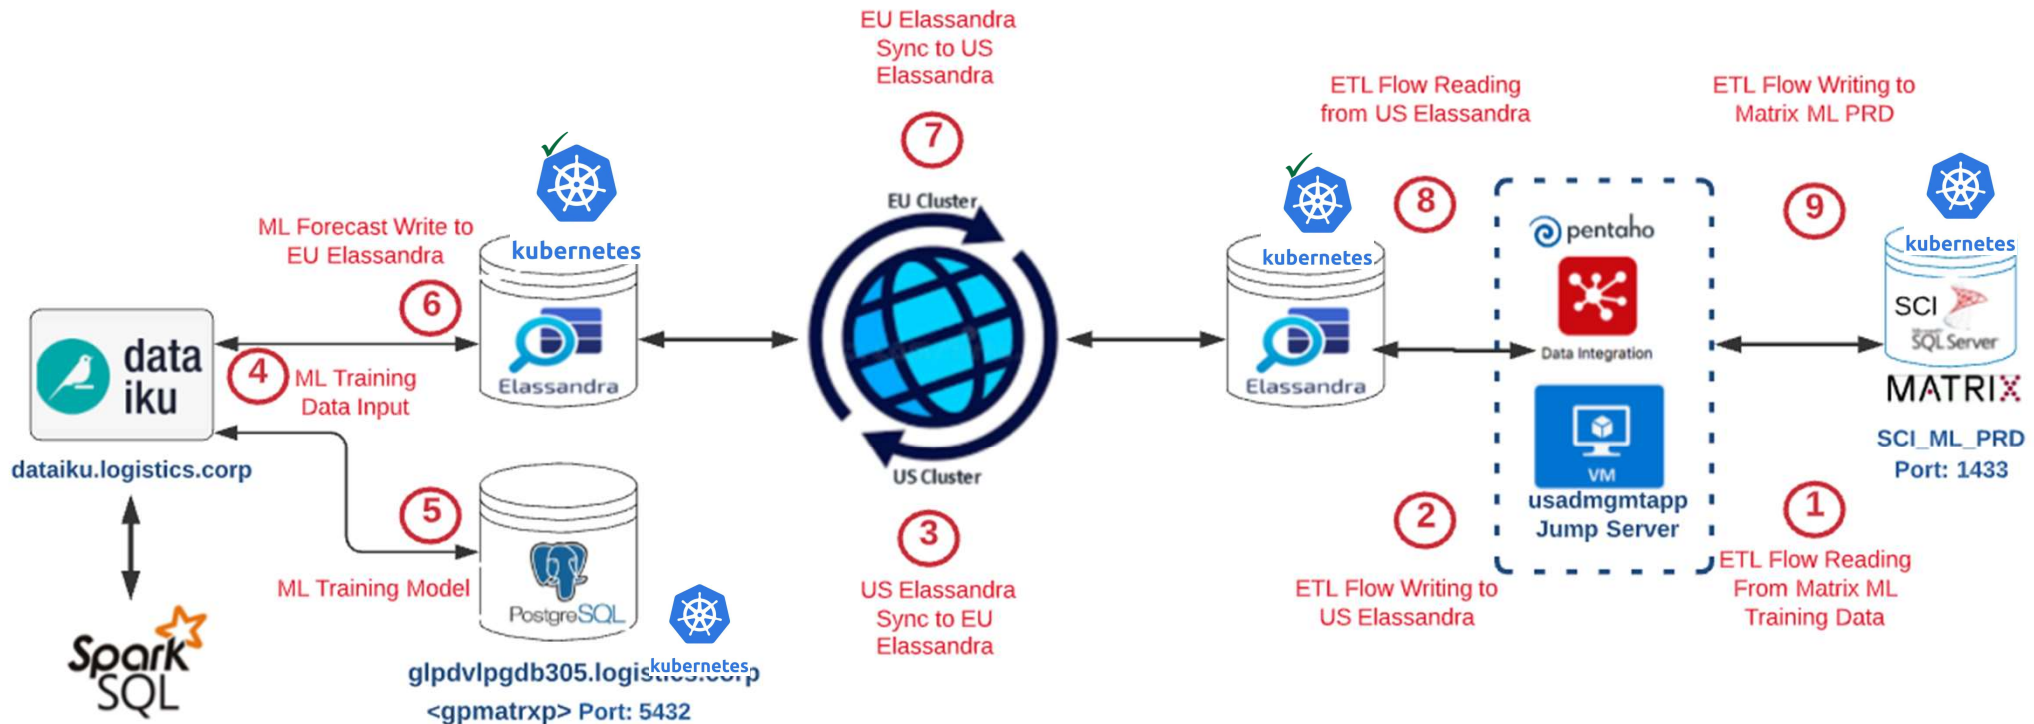 EU Elassandra
Sync to US
Elassandra
7
EU Cluster
US Cluster
3
US Elassandra
Sync to EU
Elassandra
ML Forecast Write to
EU Elassandra
6
kubernetes
Elassandra
4
ML Training
Data Input
data
iku
dataiku.logistics.corp
Spark
SQL
5
ML Training Model
PostgreSQL
kubernetes
glpdvlpgdb305.logistics.corp
<gpmatrxp> Port: 5432
ETL Flow Reading
from US Elassandra
8
kubernetes
Elassandra
2
ETL Flow Writing to
US Elassandra
pentaho
Data Integration
VM
usadmgmtapp
Jump Server
ETL Flow Writing to
Matrix ML PRD
9
kubernetes
SCI
Microsoft
SQL Server
MATRIX
SCI_ML_PRD
Port: 1433
1
ETL Flow Reading
From Matrix ML
Training Data